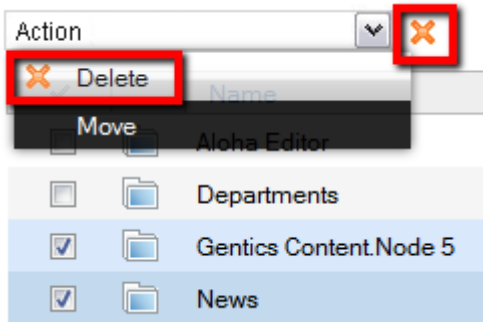 Action
Delete
Name
Move
Aloha Editor
Departments
Gentics Content.Node 5
News